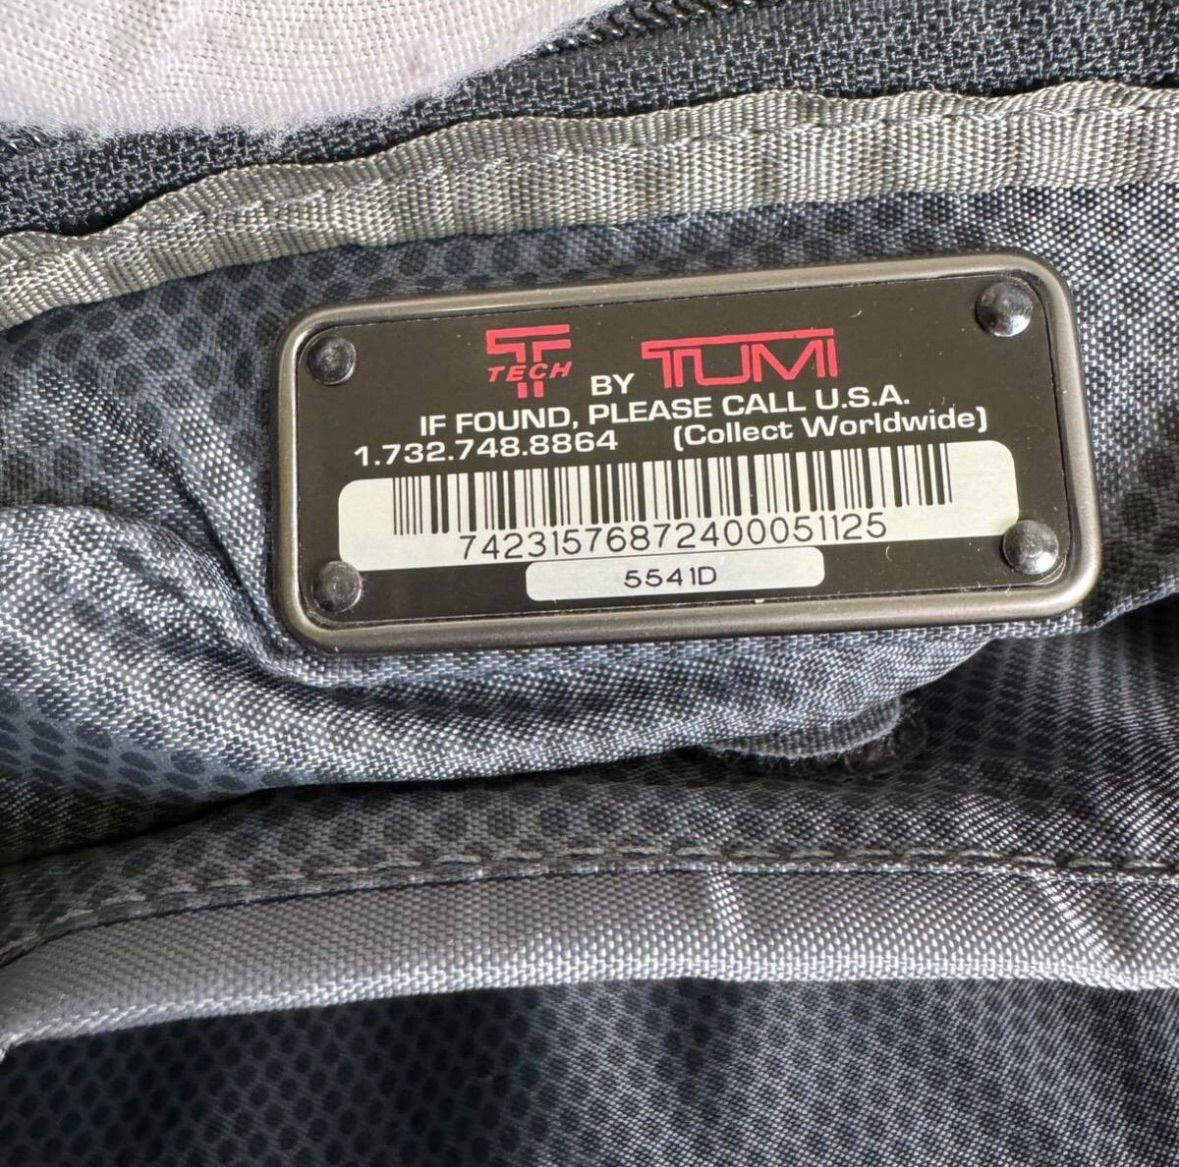 T TECH BY TUMI
IF FOUND, PLEASE CALL U.S.A.
1.732.748.8864 (Collect Worldwide)
74231576872400051125
5541D